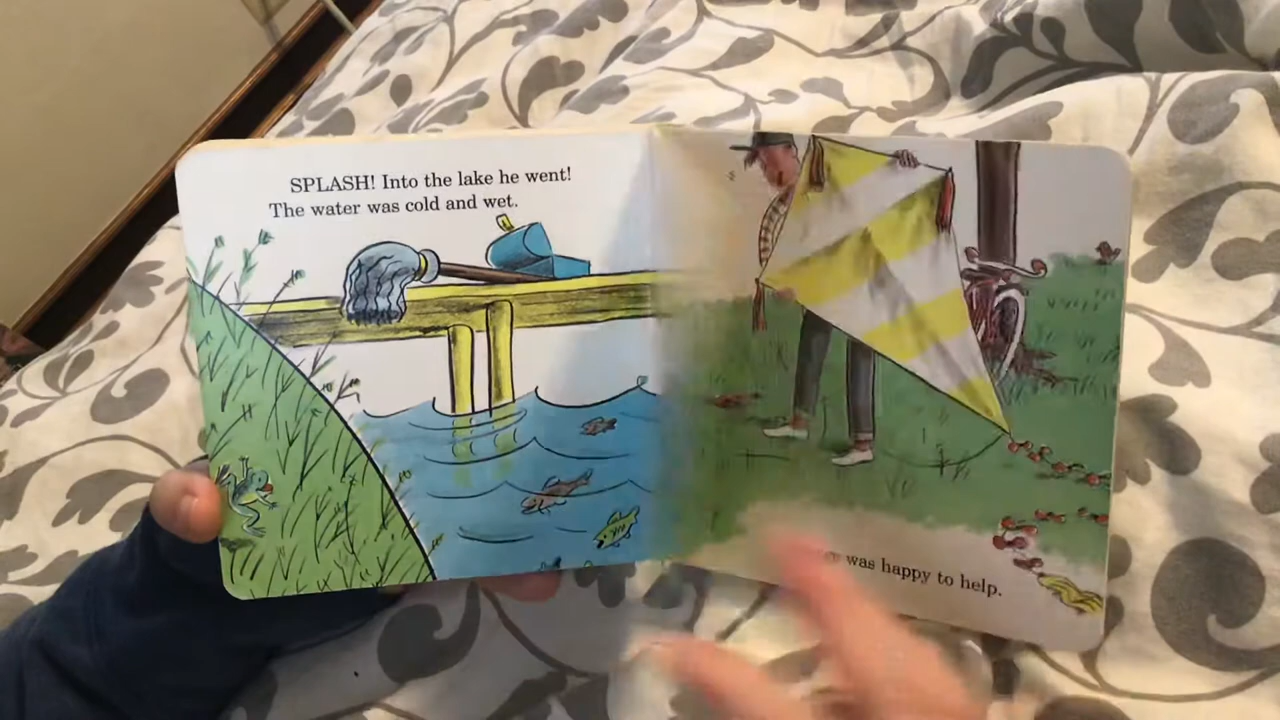 SPLASH! Into the lake he went!
The water was cold and wet.
was happy to help.